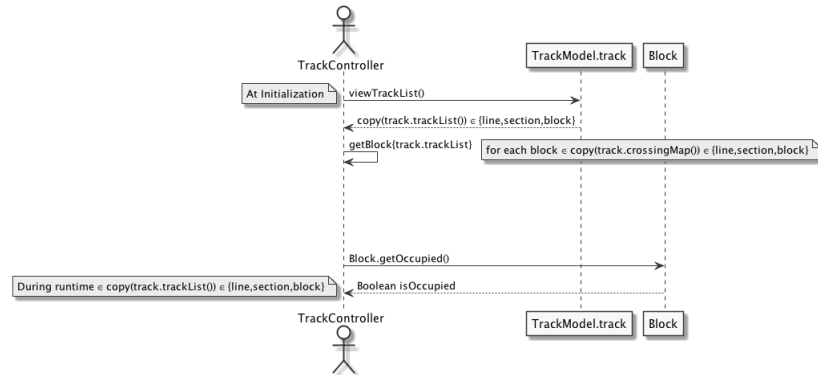 TrackController
TrackModel.track
Block
At Initialization
viewTrackList()
copy(track.trackList()) ∈ {line,section,block}
getBlock{track.trackList}
for each block ∈ copy(track.crossingMap()) ∈ {line,section,block}
Block.getOccupied()
During runtime ∈ copy(track.trackList()) ∈ {line,section,block}
Boolean isOccupied
TrackController
TrackModel.track
Block